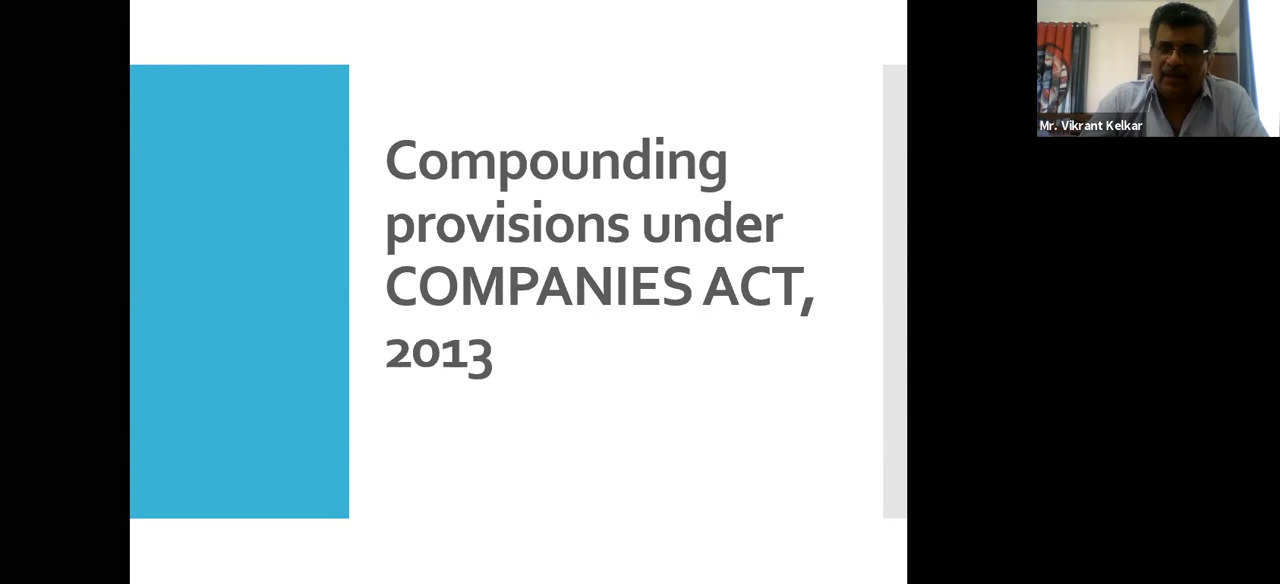 Compounding
provisions under
COMPANIES ACT,
2013
Mr. Vikrant Kelkar